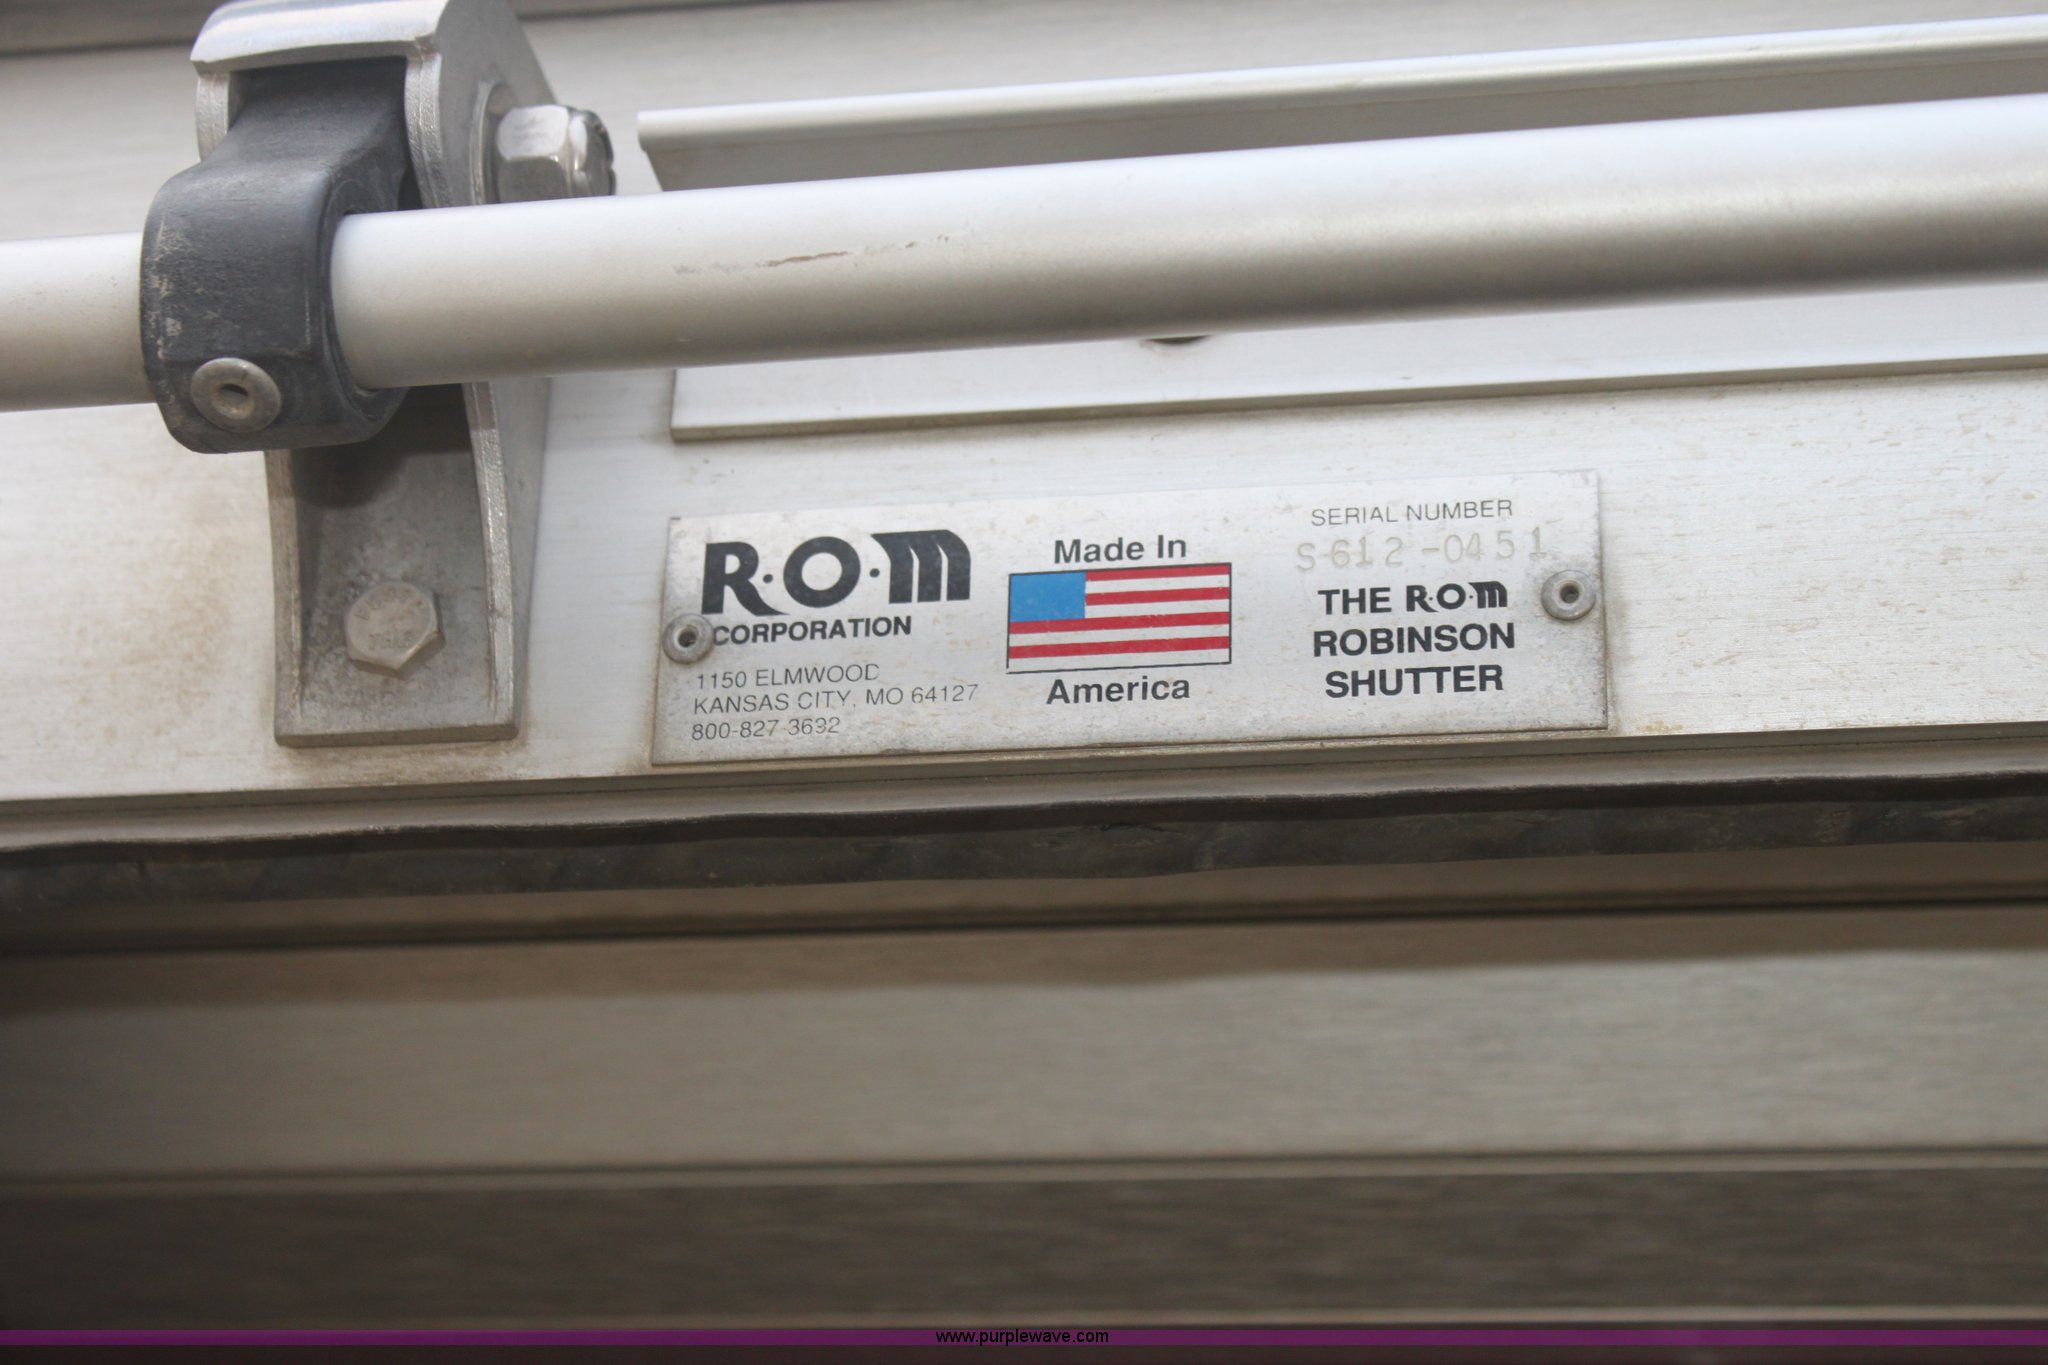 R·O·M
CORPORATION
1150 ELMWOOD
KANSAS CITY, MO 64127
800-827-3692
Made In
America
SERIAL NUMBER
S-612-0451
THE R·O·M
ROBINSON
SHUTTER
www.purplewave.com